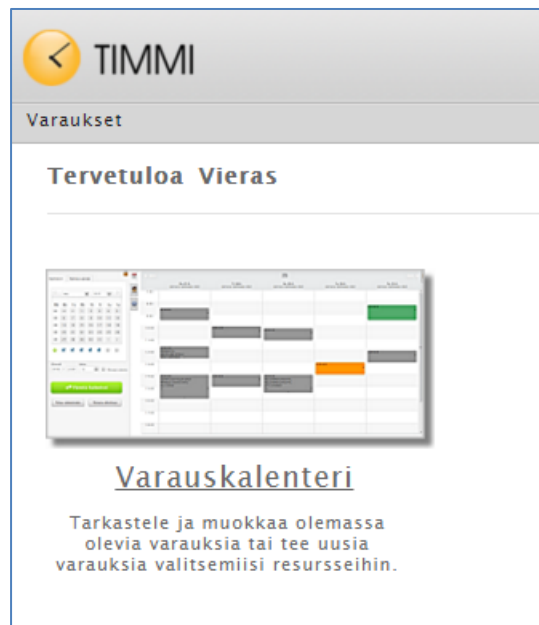 TIMMI
Varaukset
Tervetuloa Vieras
Varauskalenteri
Tarkastele ja muokkaa olemassa
olevia varauksia tai tee uusia
varauksia valitsemiisi resursseihin.